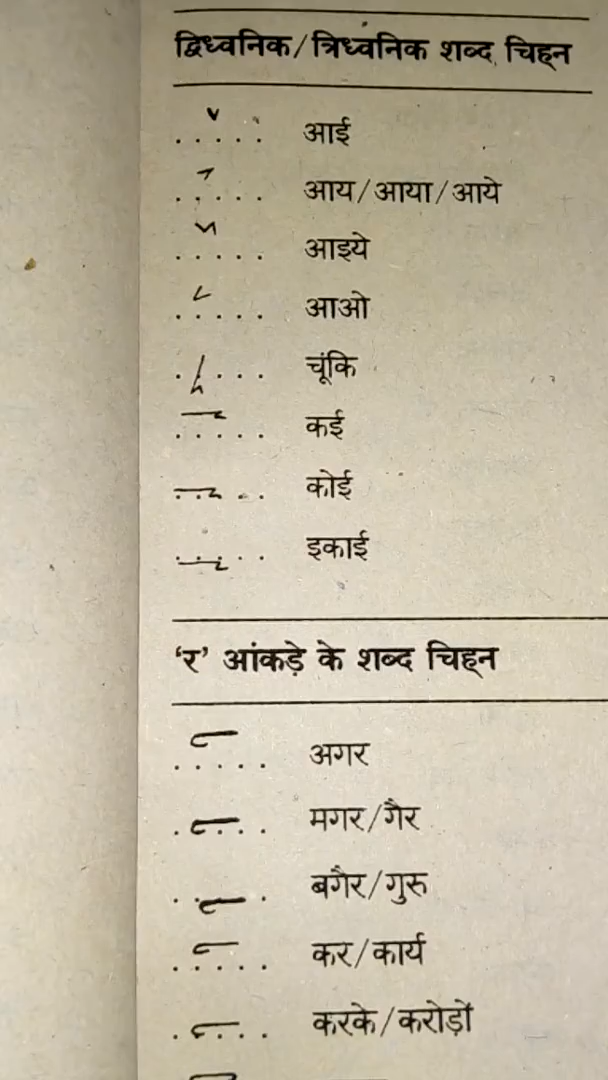 द्विध्वनिक/त्रिध्वनिक शब्द चिह्न
आई
आय/आया/आये
आइये
आओ
चूंकि
कई
कोई
इकाई
'र' आंकड़े के शब्द चिह्न
अगर
मगर/गैर
बगैर/गुरु
कर/कार्य
करके/करोड़ों